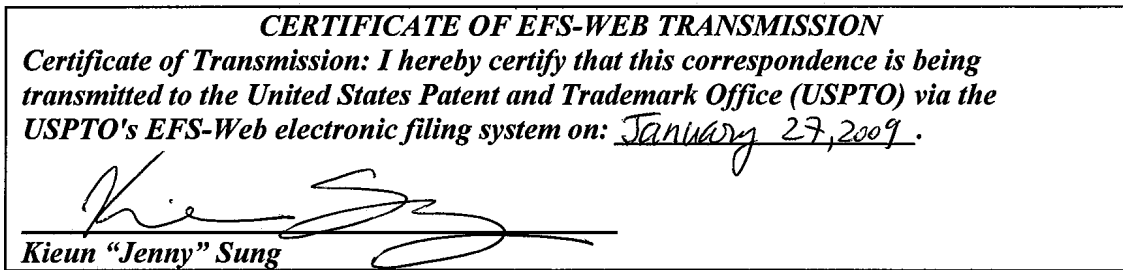 CERTIFICATE OF EFS-WEB TRANSMISSION
Certificate of Transmission: I hereby certify that this correspondence is being
transmitted to the United States Patent and Trademark Office (USPTO) via the
USPTO's EFS-Web electronic filing system on: January 27, 2009.
Kieun "Jenny" Sung